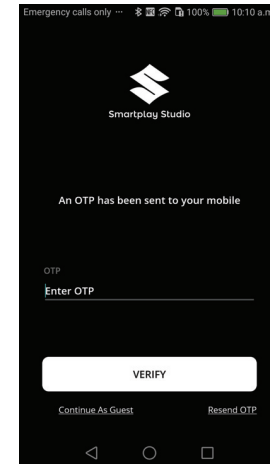 Emergency calls only ··· 100% 10:10 a.m
Smartplay Studio
An OTP has been sent to your mobile
OTP
Enter OTP
VERIFY
Continue As Guest Resend OTP